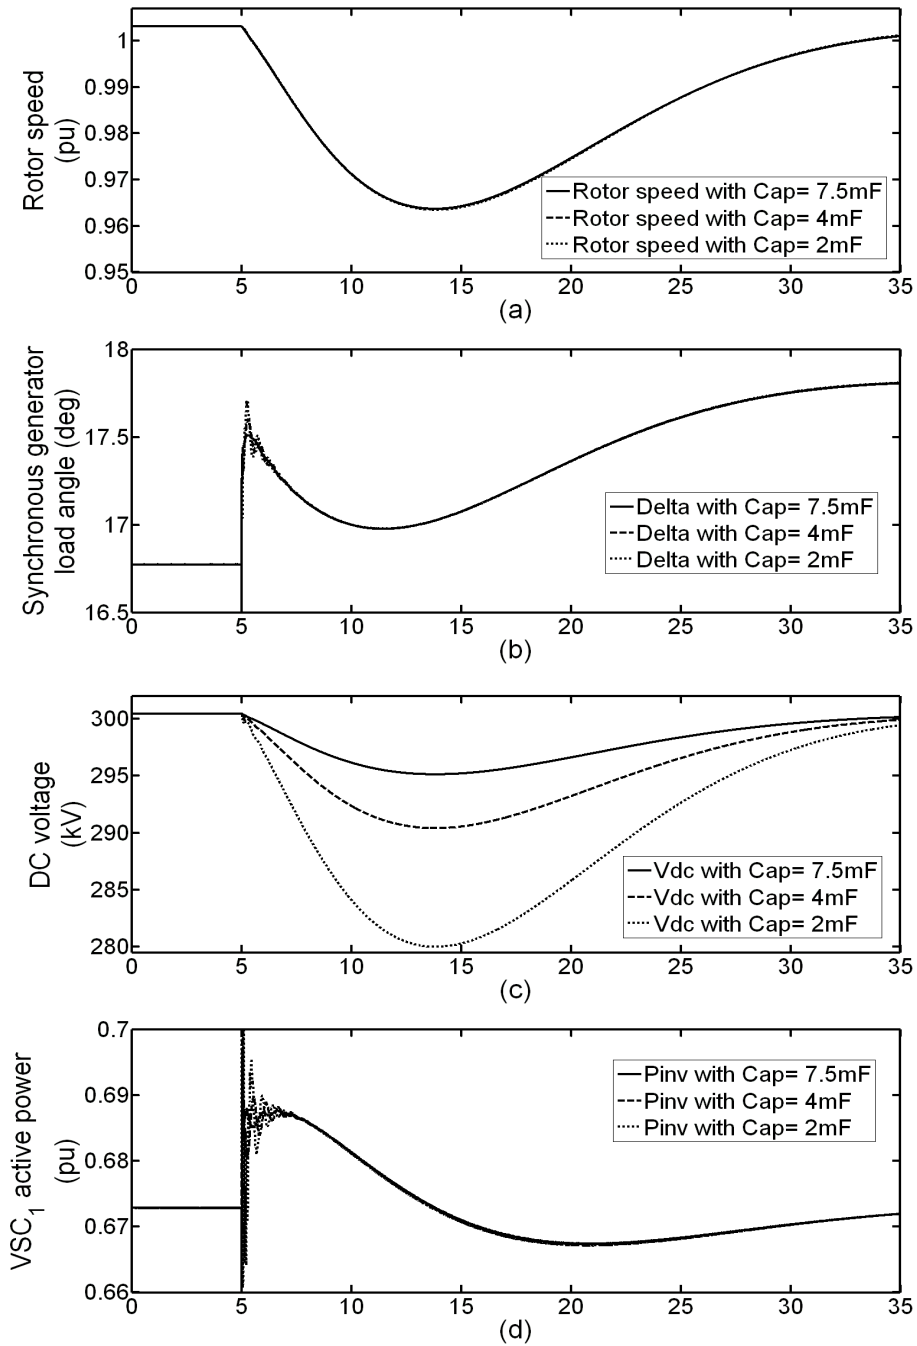 Rotor speed
(pu)
1
0.99
0.98
0.97
0.96
0.95
Rotor speed with Cap= 7.5mF
Rotor speed with Cap= 4mF
Rotor speed with Cap= 2mF
0 5 10 15 20 25 30 35
(a)
Synchronous generator
load angle (deg)
18
17.5
17
16.5
Delta with Cap= 7.5mF
Delta with Cap= 4mF
Delta with Cap= 2mF
0 5 10 15 20 25 30 35
(b)
DC voltage
(kV)
300
295
290
285
280
Vdc with Cap= 7.5mF
Vdc with Cap= 4mF
Vdc with Cap= 2mF
0 5 10 15 20 25 30 35
(c)
VSC1 active power
(pu)
0.7
0.69
0.68
0.67
0.66
Pinv with Cap= 7.5mF
Pinv with Cap= 4mF
Pinv with Cap= 2mF
0 5 10 15 20 25 30 35
(d)